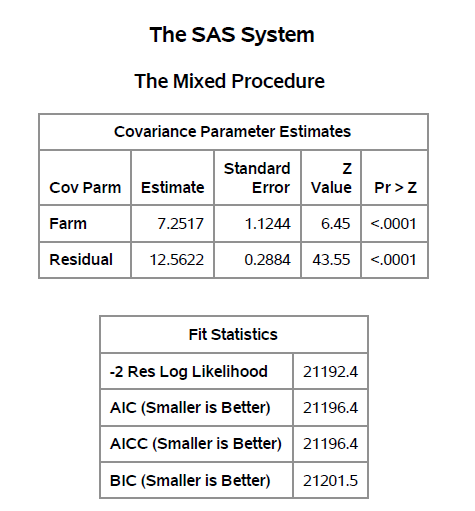 The SAS System
The Mixed Procedure
Covariance Parameter Estimates
Cov Parm Estimate Standard Error Z Value Pr > Z
Farm 7.2517 1.1244 6.45 <.0001
Residual 12.5622 0.2884 43.55 <.0001
Fit Statistics
-2 Res Log Likelihood 21192.4
AIC (Smaller is Better) 21196.4
AICC (Smaller is Better) 21196.4
BIC (Smaller is Better) 21201.5